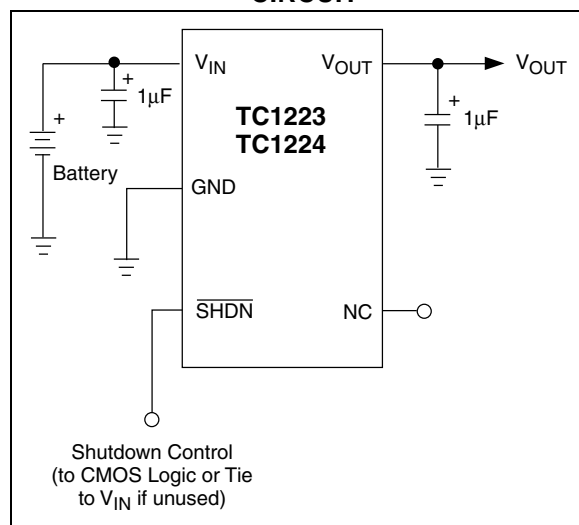 V_IN
V_OUT
V_OUT
+
1µF
+
1µF
TC1223
TC1224
+
Battery
GND
SHDN
NC
Shutdown Control
(to CMOS Logic or Tie
to V_IN if unused)